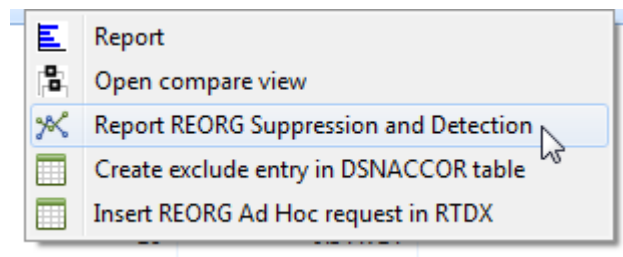 Report
Open compare view
Report REORG Suppression and Detection
Create exclude entry in DSNACCOR table
Insert REORG Ad Hoc request in RTDX